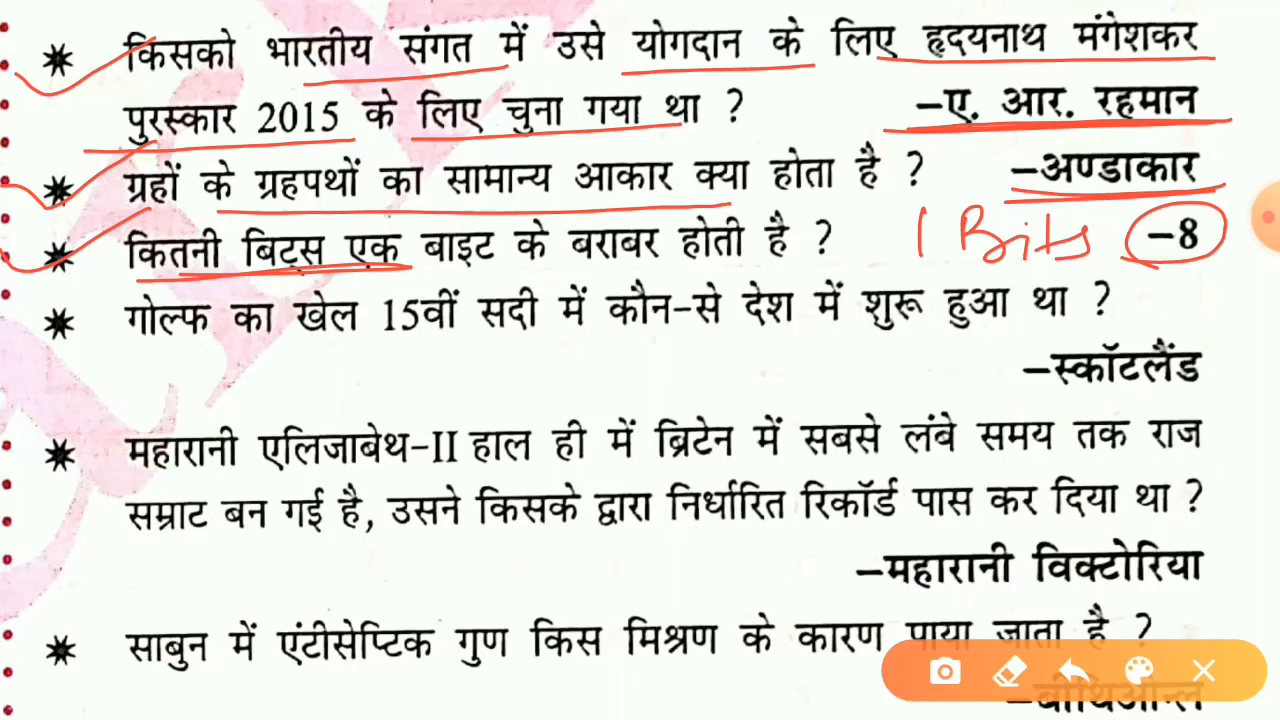 ✷ किसको भारतीय संगत में उसे योगदान के लिए हृदयनाथ मंगेशकर
पुरस्कार 2015 के लिए चुना गया था ? –ए. आर. रहमान
✷ ग्रहों के ग्रहपथों का सामान्य आकार क्या होता है ? –अण्डाकार
✷ कितनी बिट्स एक बाइट के बराबर होती है ? 1 Bits –8
✷ गोल्फ का खेल 15वीं सदी में कौन-से देश में शुरू हुआ था ?
–स्कॉटलैंड
✷ महारानी एलिजाबेथ-II हाल ही में ब्रिटेन में सबसे लंबे समय तक राज
सम्राट बन गई है, उसने किसके द्वारा निर्धारित रिकॉर्ड पास कर दिया था ?
–महारानी विक्टोरिया
✷ साबुन में एंटीसेप्टिक गुण किस मिश्रण के कारण पाया जाता है ?